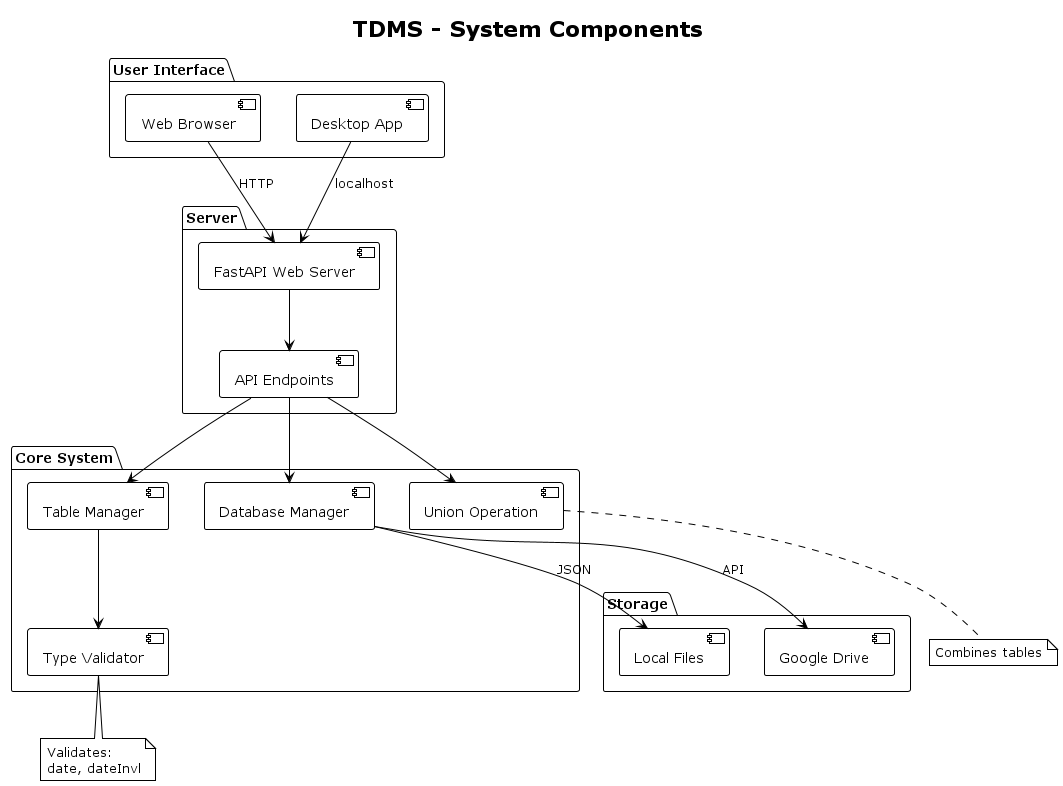 TDMS - System Components
User Interface
Web Browser
Desktop App
HTTP
localhost
Server
FastAPI Web Server
API Endpoints
Core System
Table Manager
Database Manager
Union Operation
JSON
API
Storage
Type Validator
Local Files
Google Drive
Combines tables
Validates:
date, dateInvl